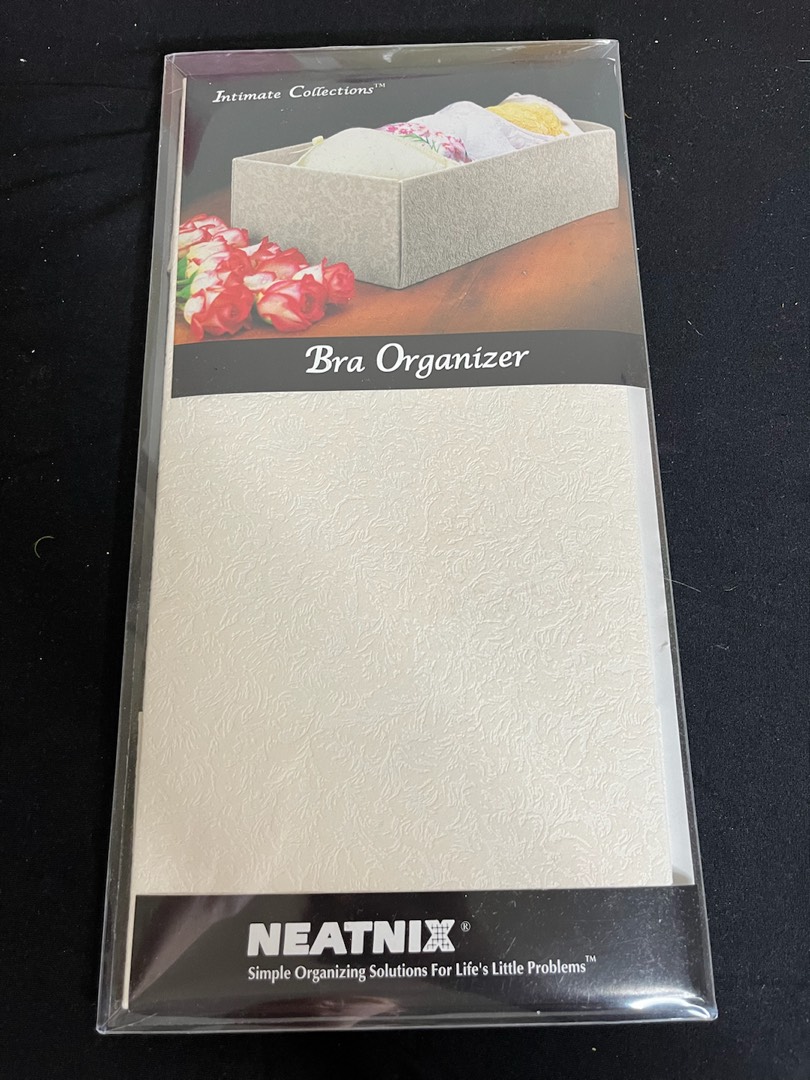 Intimate Collections™
Bra Organizer
NEATNIX®
Simple Organizing Solutions For Life's Little Problems™